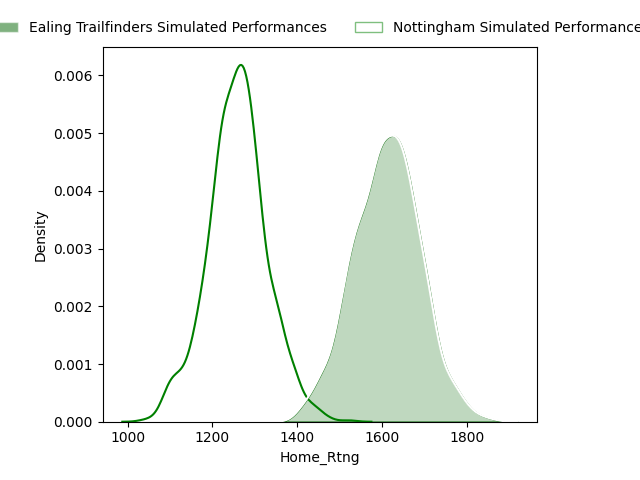 Ealing Trailfinders Simulated Performances
Nottingham Simulated Performance
0.006
0.005
0.004
0.003
0.002
0.001
0.000
Density
1000 1200 1400 1600 1800
Home_Rtng